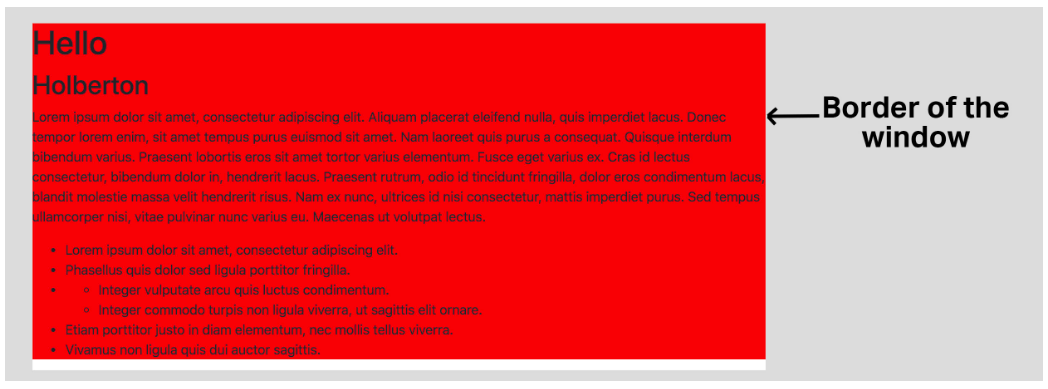 Hello
Holberton
Lorem ipsum dolor sit amet, consectetur adipiscing elit. Aliquam placerat eleifend nulla, quis imperdiet lacus. Donec
tempor lorem enim, sit amet tempus purus euismod sit amet. Nam laoreet quis purus a consequat. Quisque interdum
bibendum varius. Praesent lobortis eros sit amet tortor varius elementum. Fusce eget varius ex. Cras id lectus
consectetur, bibendum dolor in, hendrerit lacus. Praesent rutrum, odio id tincidunt fringilla, dolor eros condimentum lacus,
blandit molestie massa velit hendrerit risus. Nam ex nunc, ultrices id nisi consectetur, mattis imperdiet purus. Sed tempus
ullamcorper nisi, vitae pulvinar nunc varius eu. Maecenas ut volutpat lectus.
• Lorem ipsum dolor sit amet, consectetur adipiscing elit.
• Phasellus quis dolor sed ligula porttitor fringilla.
• ◦ Integer vulputate arcu quis luctus condimentum.
◦ Integer commodo turpis non ligula viverra, ut sagittis elit ornare.
• Etiam porttitor justo in diam elementum, nec mollis tellus viverra.
• Vivamus non ligula quis dui auctor sagittis.
Border of the
window